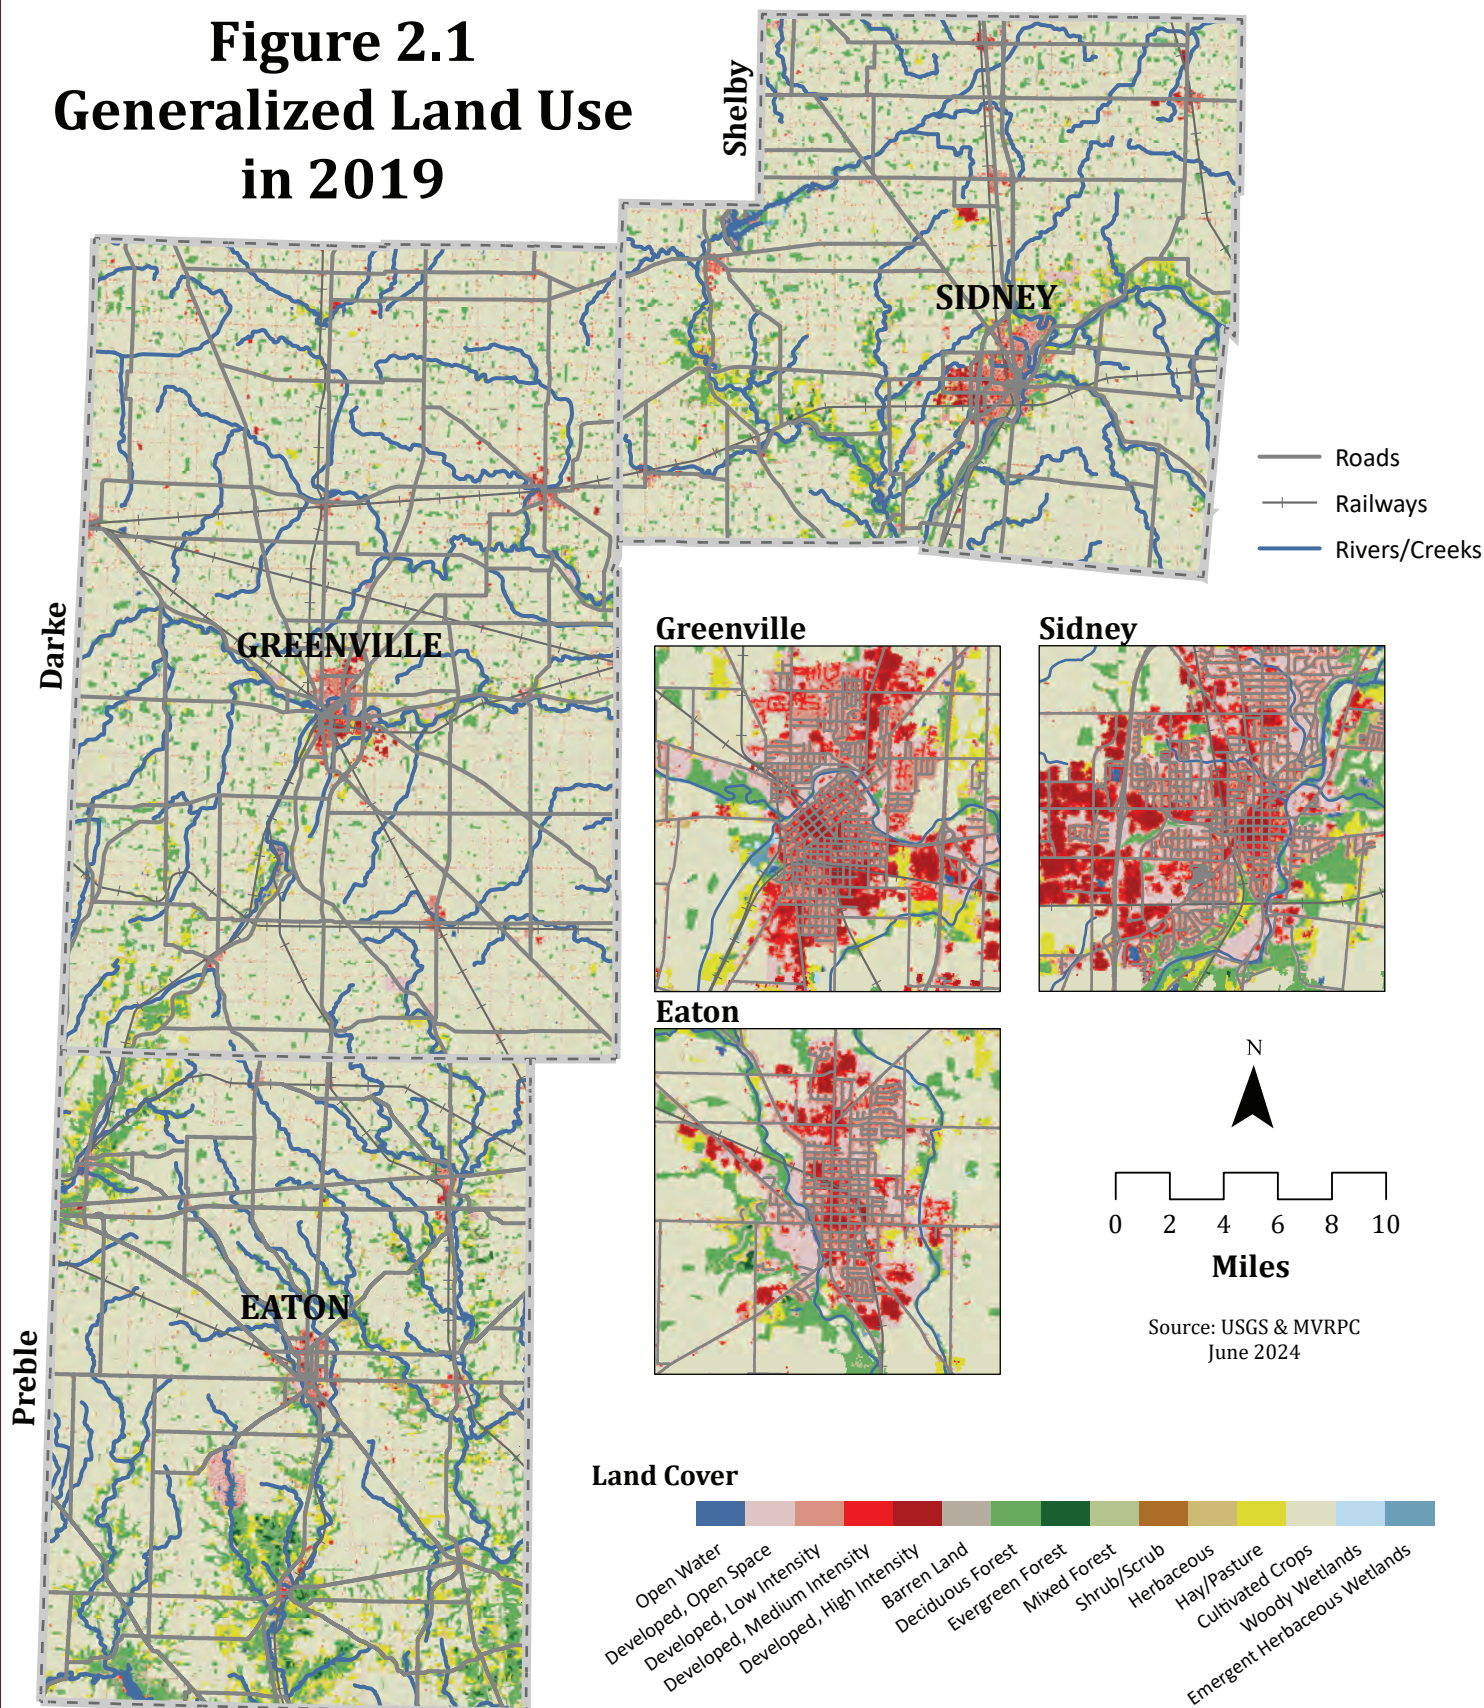 Figure 2.1
Generalized Land Use
in 2019
Shelby
SIDNEY
Roads
Railways
Rivers/Creeks
Darke
GREENVILLE
Greenville
Sidney
Eaton
N
0 2 4 6 8 10
Miles
Source: USGS & MVRPC
June 2024
Preble
EATON
Land Cover
Open Water
Developed, Open Space
Developed, Low Intensity
Developed, Medium Intensity
Developed, High Intensity
Barren Land
Deciduous Forest
Evergreen Forest
Mixed Forest
Shrub/Scrub
Herbaceous
Hay/Pasture
Cultivated Crops
Woody Wetlands
Emergent Herbaceous Wetlands